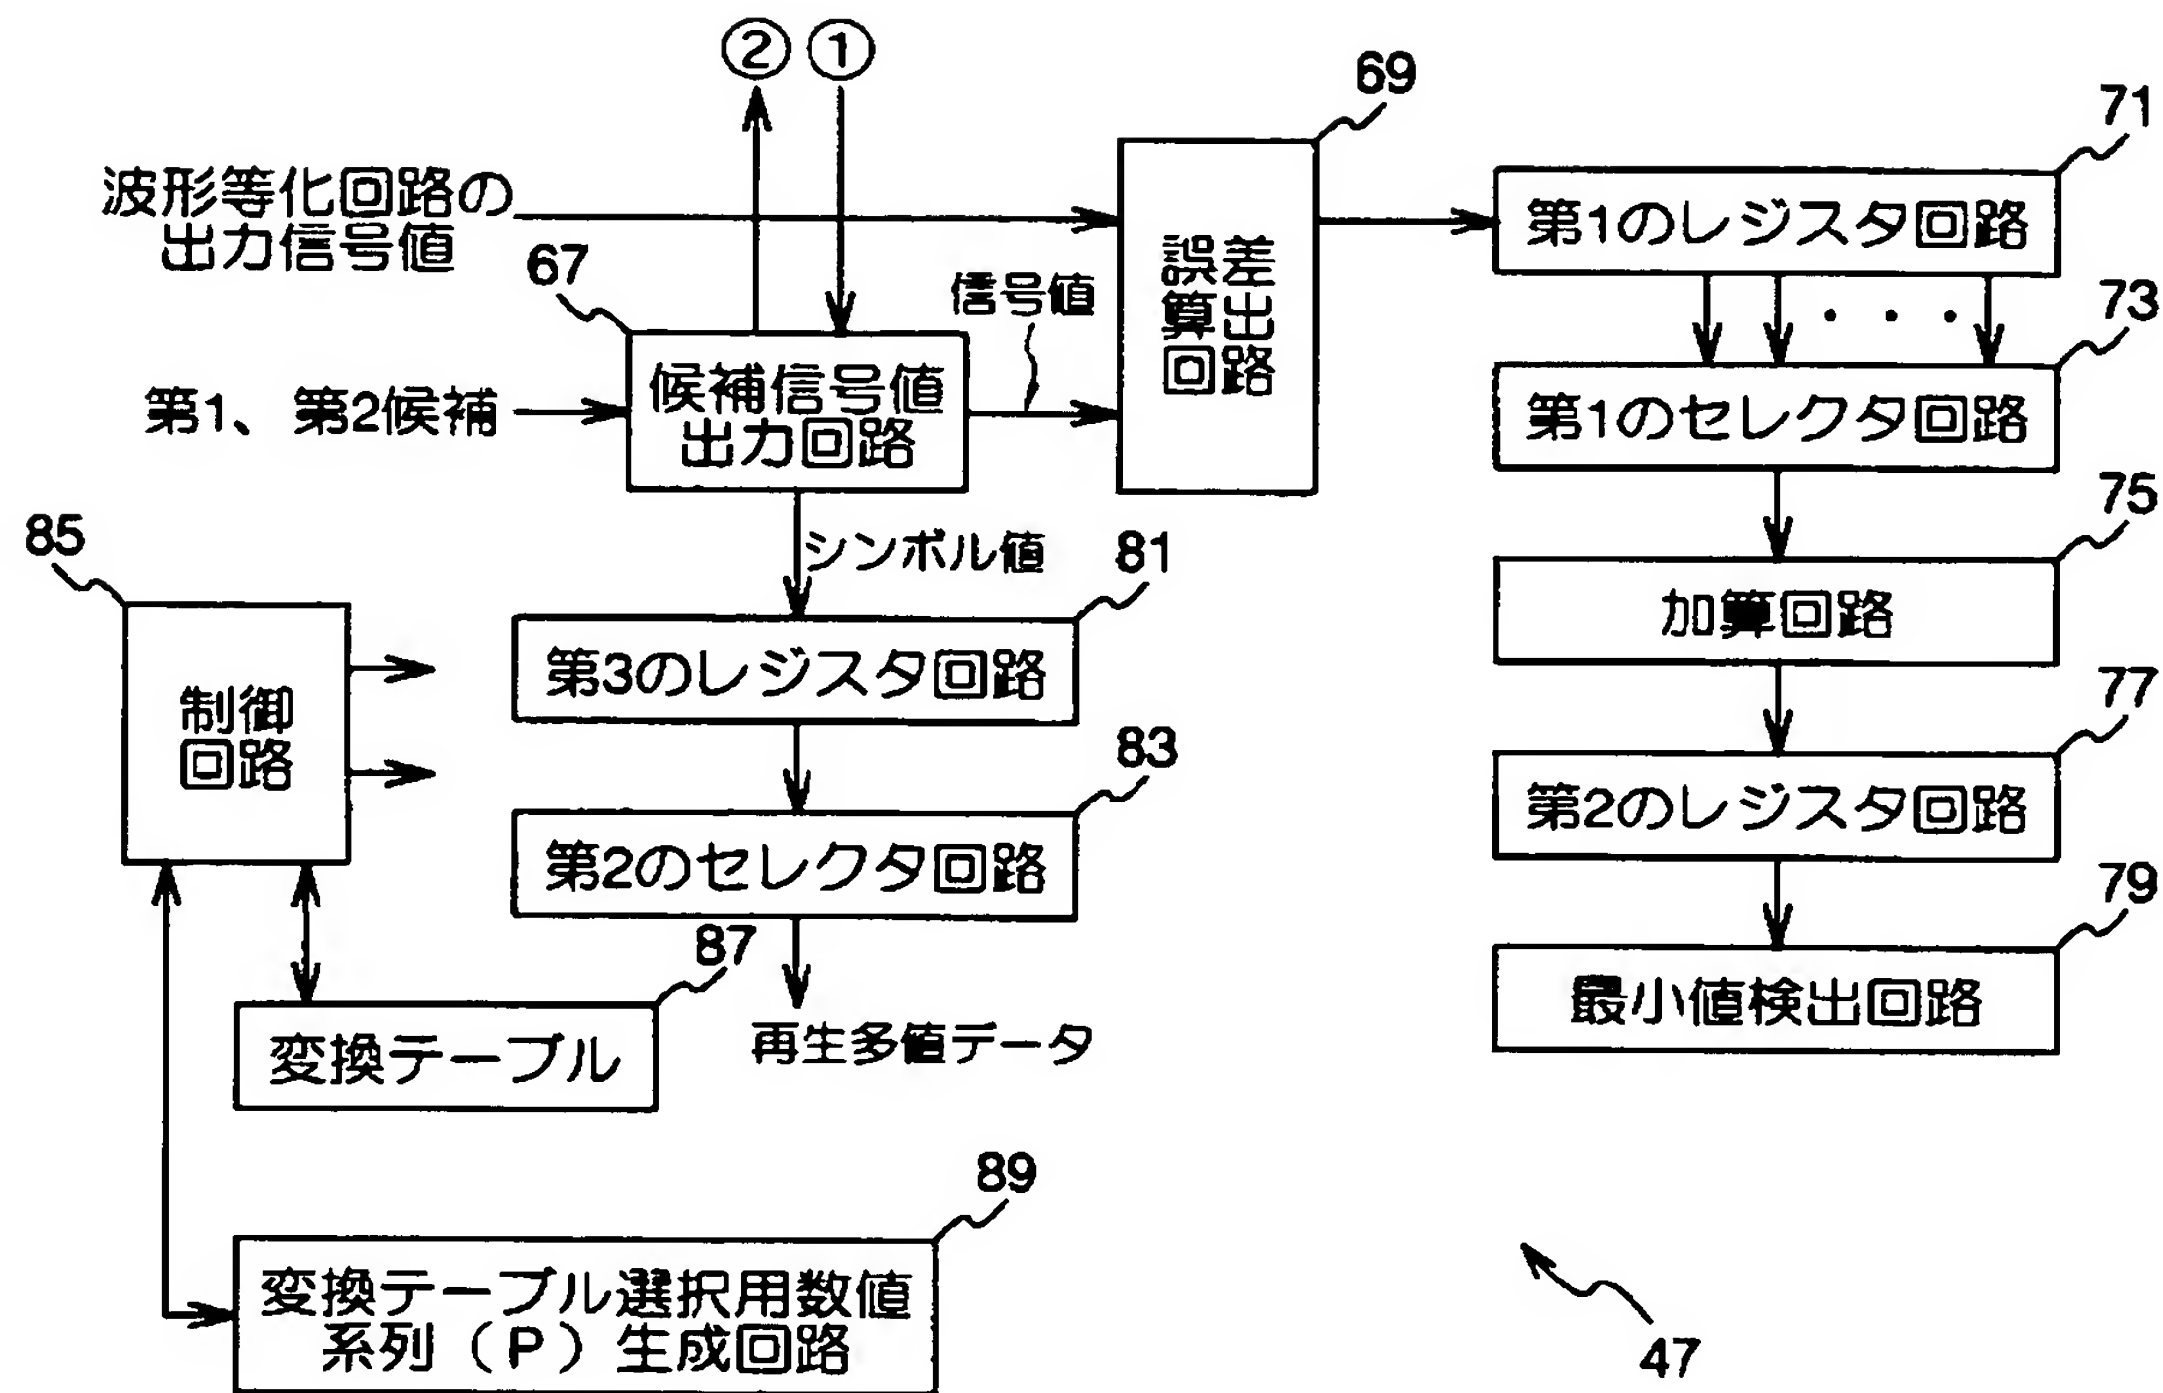 ② ①
69
71
波形等化回路の
出力信号値
67
信号値
誤差
算出
回路
第1のレジスタ回路
73
・・・
第1、第2候補
候補信号値
出力回路
第1のセレクタ回路
75
85
シンボル値
81
加算回路
制御
回路
第3のレジスタ回路
77
83
第2のレジスタ回路
第2のセレクタ回路
79
87
最小値検出回路
変換テーブル
再生多値データ
89
変換テーブル選択用数値
系列(P)生成回路
47